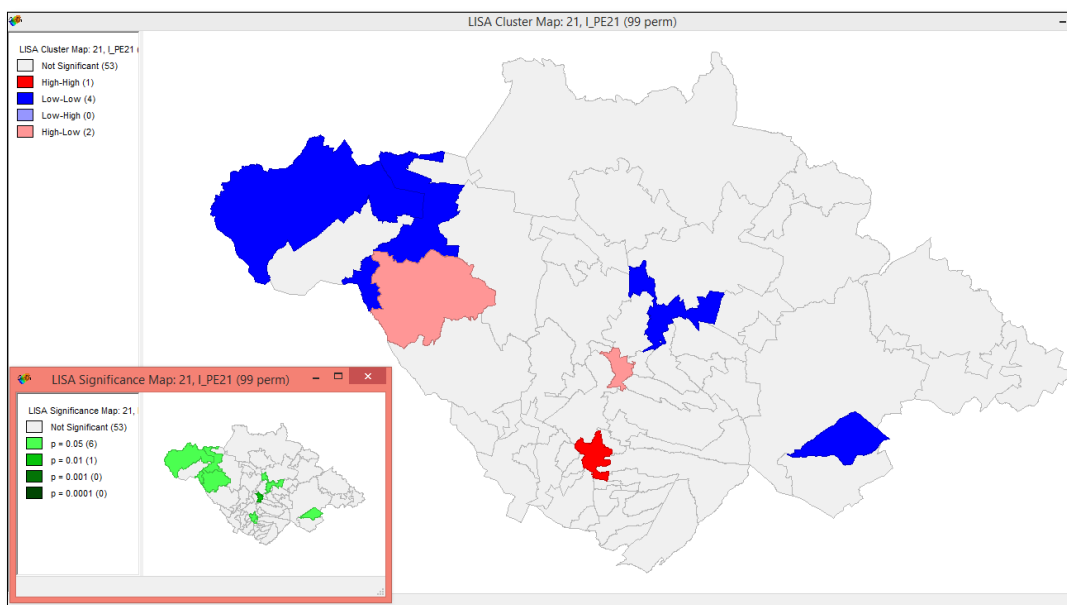 LISA Cluster Map: 21, I_PE21 (99 perm)
LISA Cluster Map: 21, I_PE21 (
Not Significant (53)
High-High (1)
Low-Low (4)
Low-High (0)
High-Low (2)
LISA Significance Map: 21, I_PE21 (99 perm)
LISA Significance Map: 21, I
Not Significant (53)
p = 0.05 (6)
p = 0.01 (1)
p = 0.001 (0)
p = 0.0001 (0)